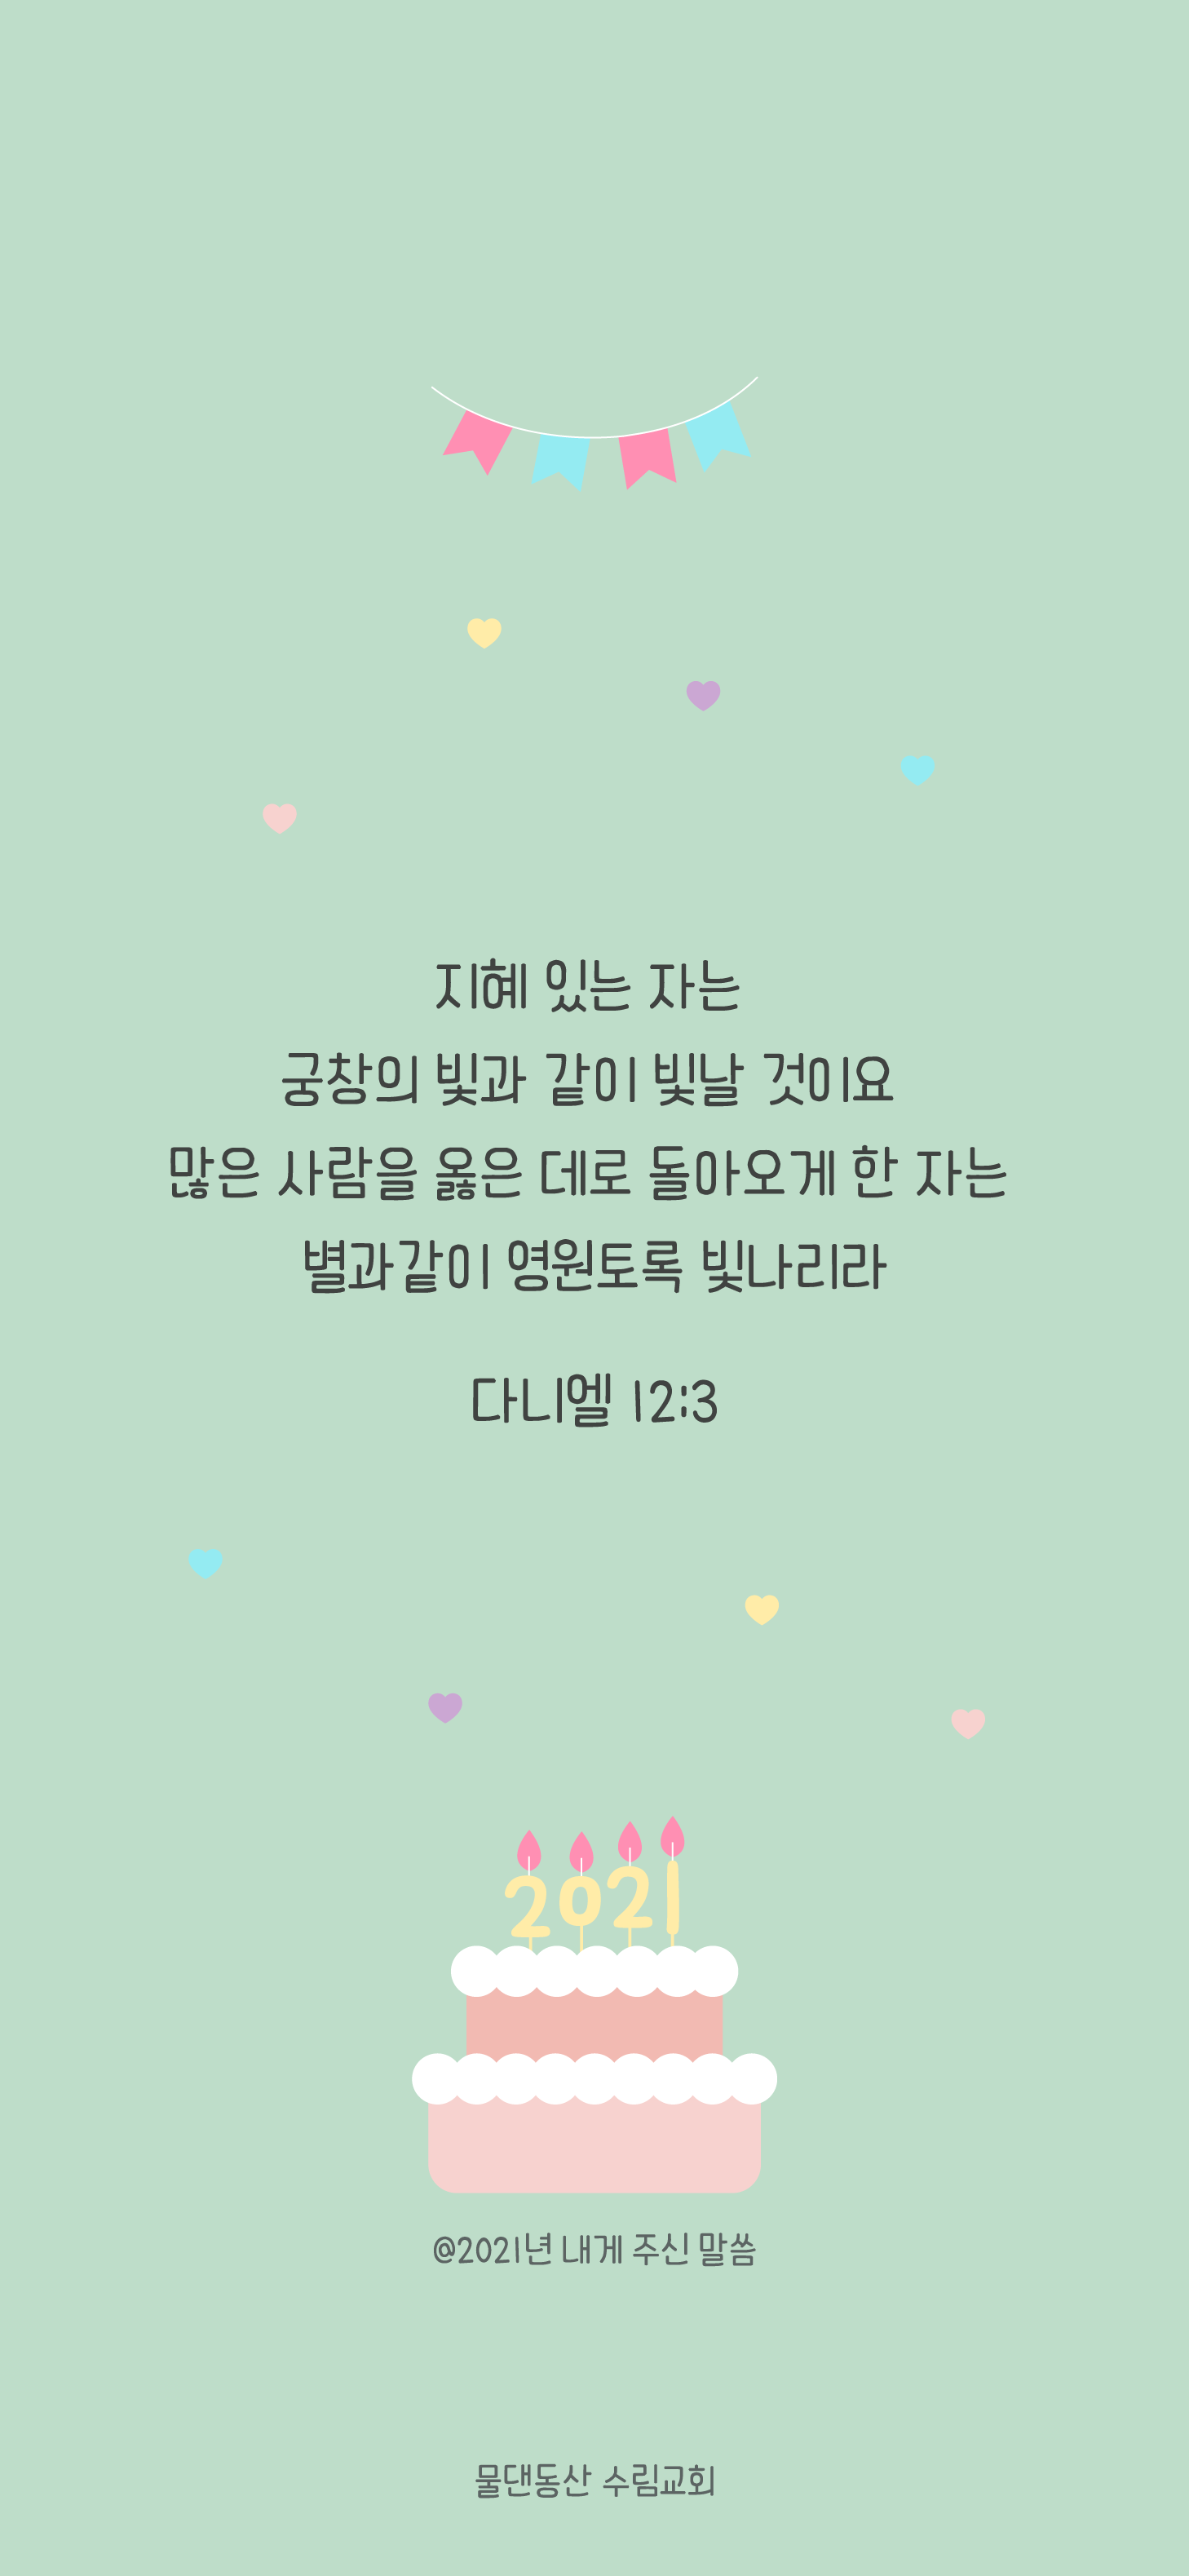 지혜 있는 자는
궁창의 빛과 같이 빛날 것이요
많은 사람을 옳은 데로 돌아오게 한 자는
별과같이 영원토록 빛나리라
다니엘 12:3
2021
@2021년 내게 주신 말씀
물댄동산 수림교회